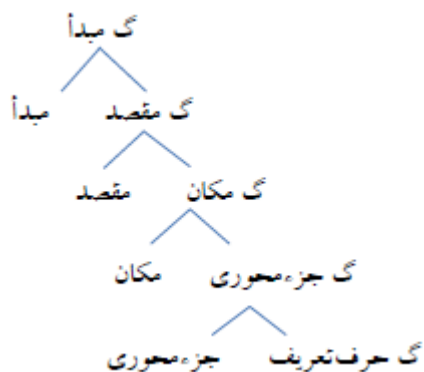 گ مبدأ
گ مقصد مبدأ
گ مکان مقصد
گ جزءمحوری مکان
گ حرف‌تعریف جزءمحوری